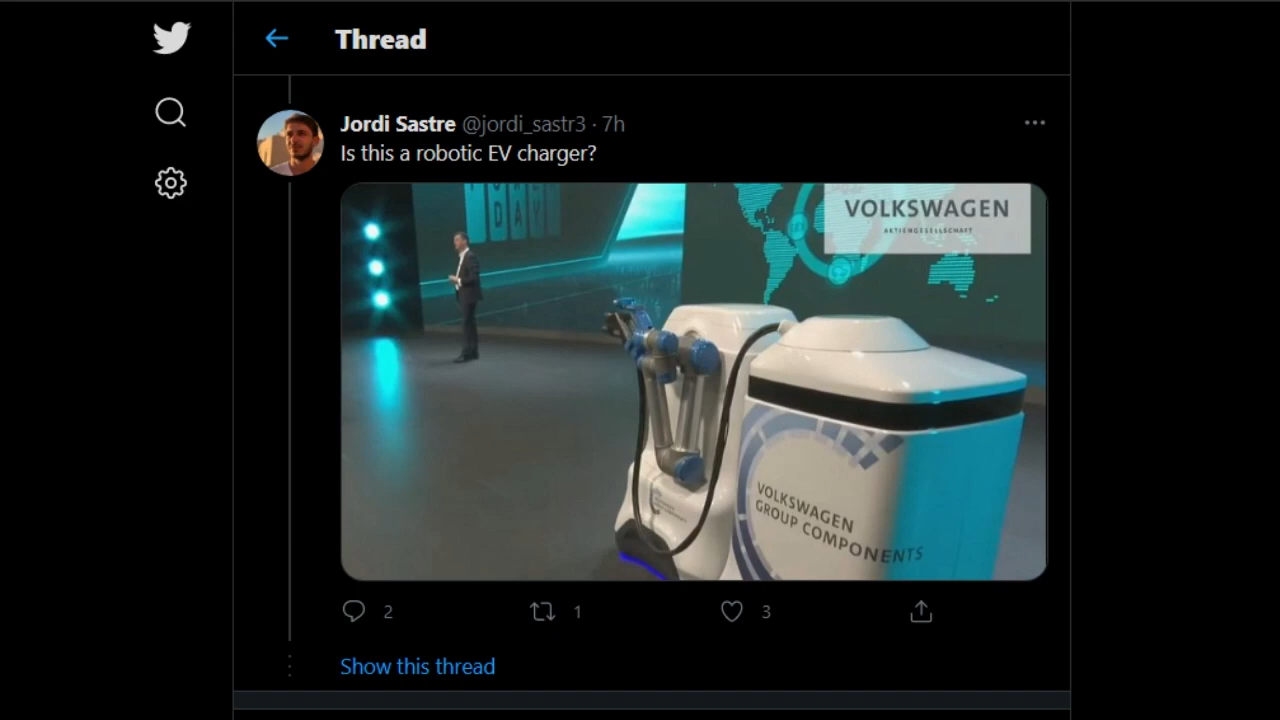 Thread
Jordi Sastre @jordi_sastr3 · 7h
Is this a robotic EV charger?
DAY
VOLKSWAGEN
AKTIENGESELLSCHAFT
VOLKSWAGEN
GROUP COMPONENTS
2 1 3
Show this thread